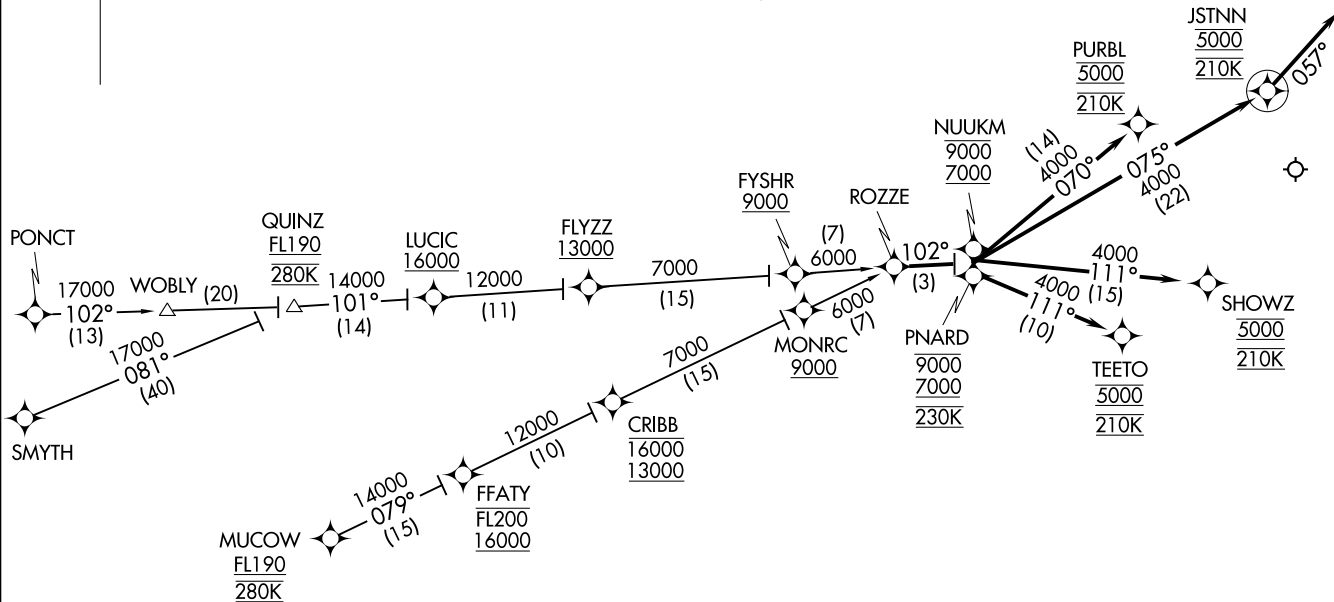 JSTNN
5000
210K
057°
PURBL
5000
210K
NUUKM
9000
7000
(14)
4000
070°
075°
4000
(22)
FYSHR
9000
ROZZE
(7)
6000
102°
(3)
PONCT
17000
102°
(13)
WOBLY
(20)
QUINZ
FL190
280K
14000
101°
(14)
LUCIC
16000
12000
(11)
FLYZZ
13000
7000
(15)
4000
111°
(15)
SHOWZ
5000
210K
4000
111°
(10)
TEETO
5000
210K
PNARD
9000
7000
230K
6000
(7)
MONRC
9000
17000
081°
(40)
SMYTH
7000
(15)
CRIBB
16000
13000
12000
(10)
FFATY
FL200
16000
14000
079°
(15)
MUCOW
FL190
280K